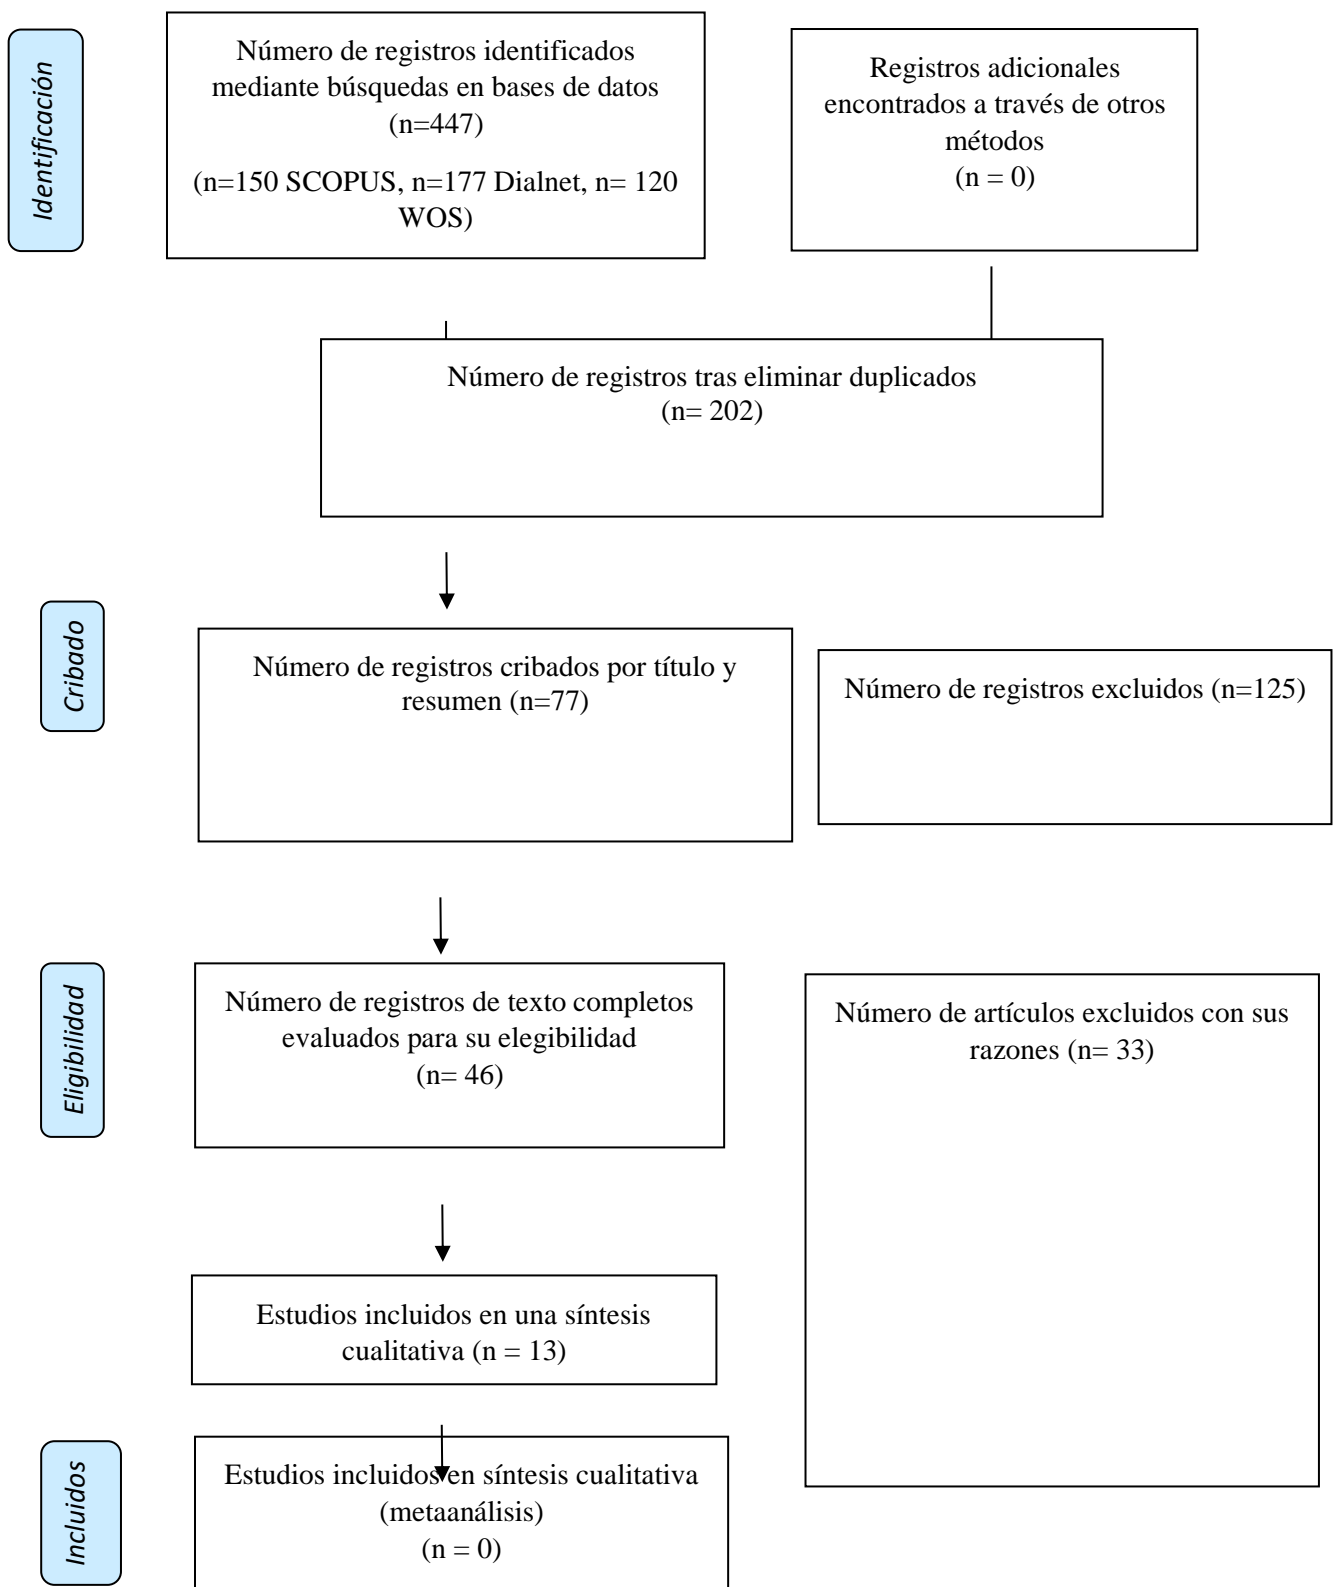 Identificación
Número de registros identificados
mediante búsquedas en bases de datos
(n=447)
(n=150 SCOPUS, n=177 Dialnet, n= 120
WOS)
Registros adicionales
encontrados a través de otros
métodos
(n = 0)
Número de registros tras eliminar duplicados
(n= 202)
Cribado
Número de registros cribados por título y
resumen (n=77)
Número de registros excluidos (n=125)
Eligibilidad
Número de registros de texto completos
evaluados para su elegibilidad
(n= 46)
Número de artículos excluidos con sus
razones (n= 33)
Estudios incluidos en una síntesis
cualitativa (n = 13)
Incluidos
Estudios incluidos en síntesis cualitativa
(metaanálisis)
(n = 0)